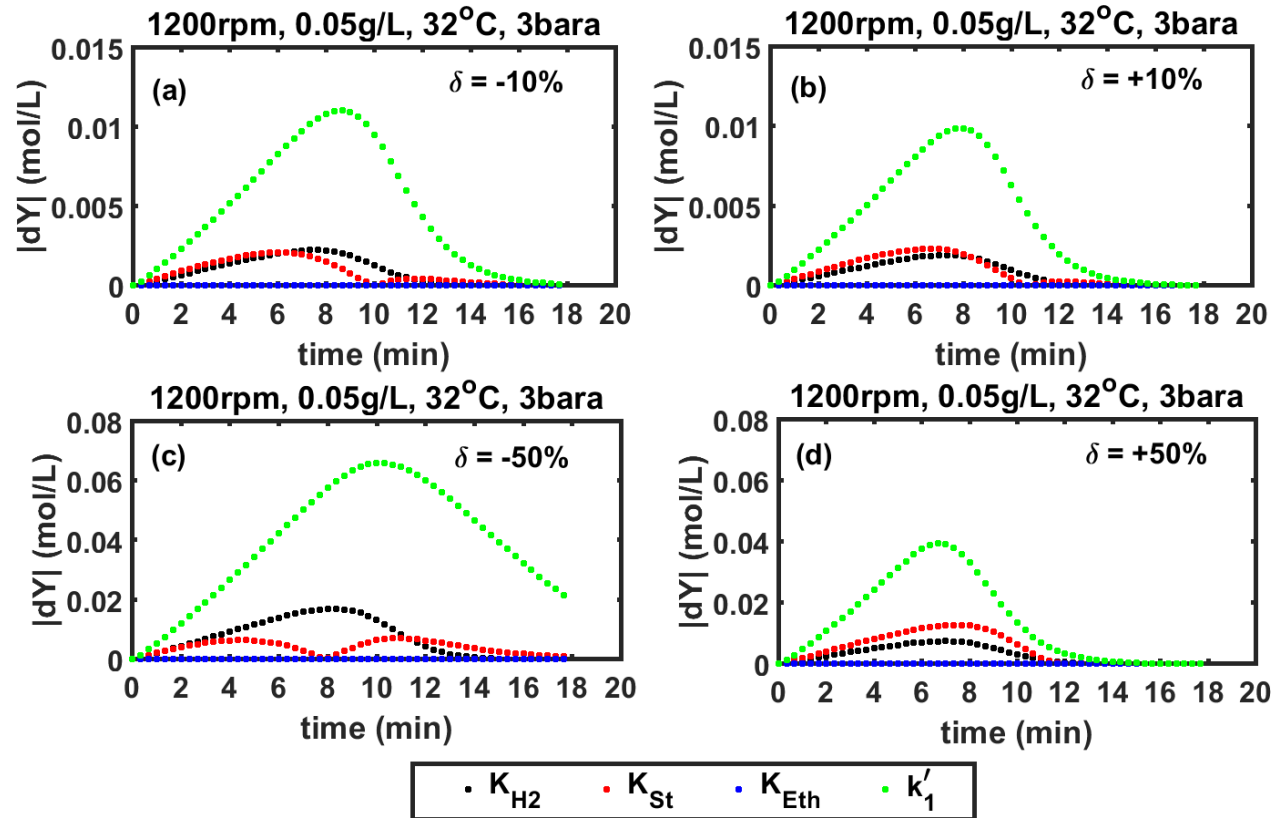 1200rpm, 0.05g/L, 32°C, 3bara
(a)
δ = -10%
|dY| (mol/L)
0.015
0.01
0.005
0
0 2 4 6 8 10 12 14 16 18 20
time (min)
1200rpm, 0.05g/L, 32°C, 3bara
(b)
δ = +10%
|dY| (mol/L)
0.015
0.01
0.005
0
0 2 4 6 8 10 12 14 16 18 20
time (min)
1200rpm, 0.05g/L, 32°C, 3bara
(c)
δ = -50%
|dY| (mol/L)
0.08
0.06
0.04
0.02
0
0 2 4 6 8 10 12 14 16 18 20
time (min)
1200rpm, 0.05g/L, 32°C, 3bara
(d)
δ = +50%
|dY| (mol/L)
0.08
0.06
0.04
0.02
0
0 2 4 6 8 10 12 14 16 18 20
time (min)
K_H2 K_St K_Eth k′_1